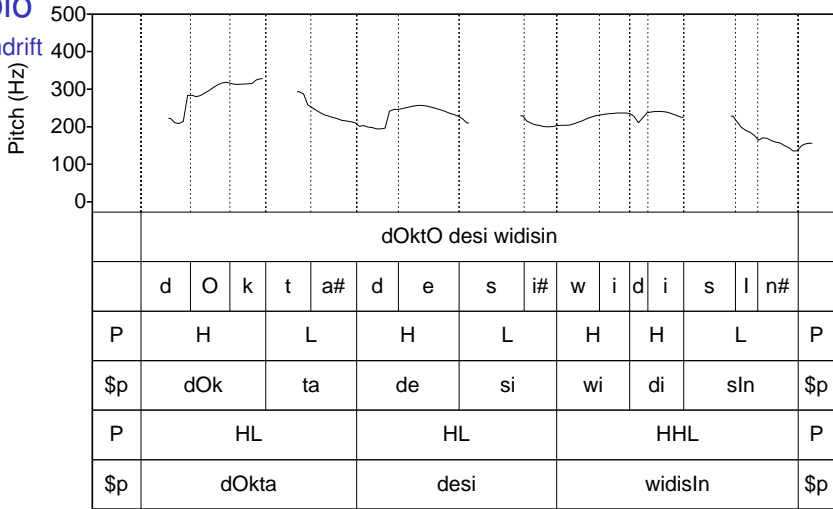 500
ndrift 400
300
200
100
0
Pitch (Hz)
dOktO desi widisin
d O k t a# d e s i# w i d i s I n#
P H L H L H H L P
$p dOk ta de si wi di sIn $p
P HL HL HHL P
$p dOkta desi widisIn $p